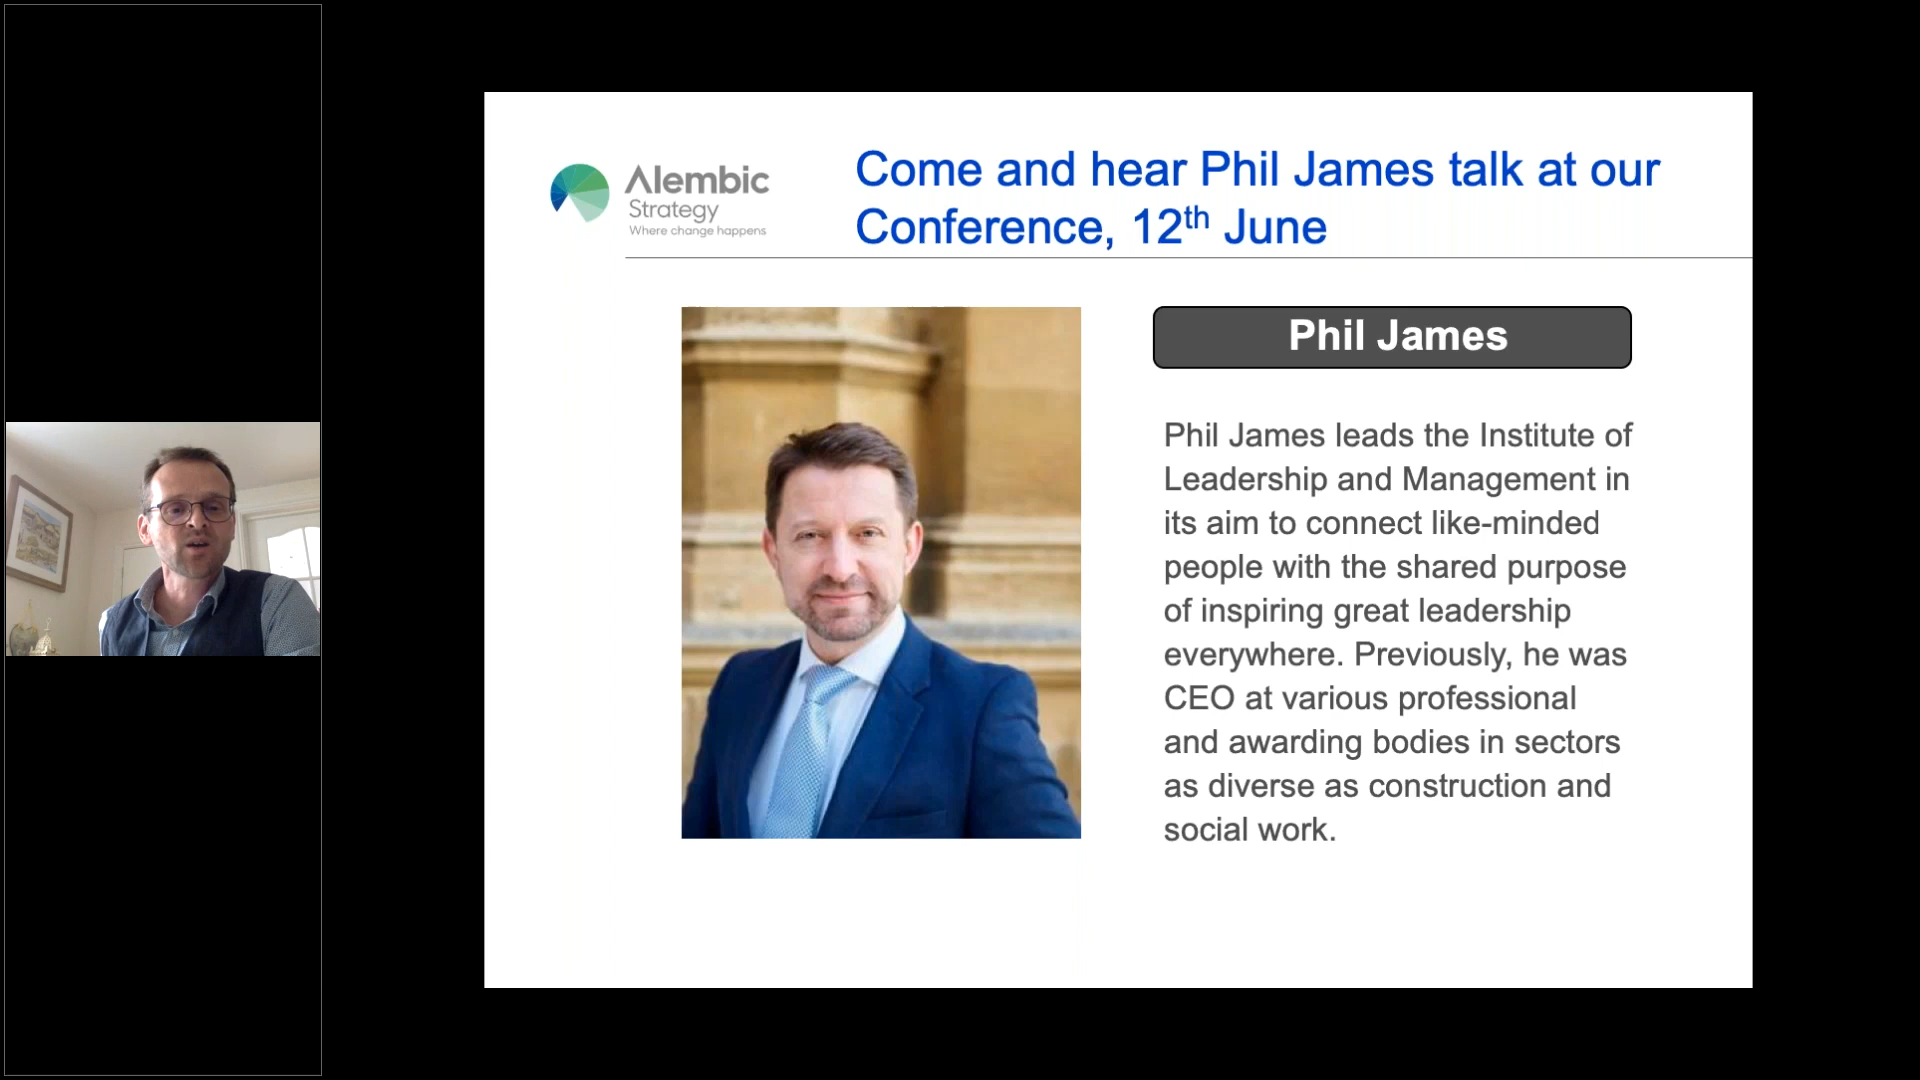 Alembic
Strategy
Where change happens
Come and hear Phil James talk at our
Conference, 12th June
Phil James
Phil James leads the Institute of
Leadership and Management in
its aim to connect like-minded
people with the shared purpose
of inspiring great leadership
everywhere. Previously, he was
CEO at various professional
and awarding bodies in sectors
as diverse as construction and
social work.